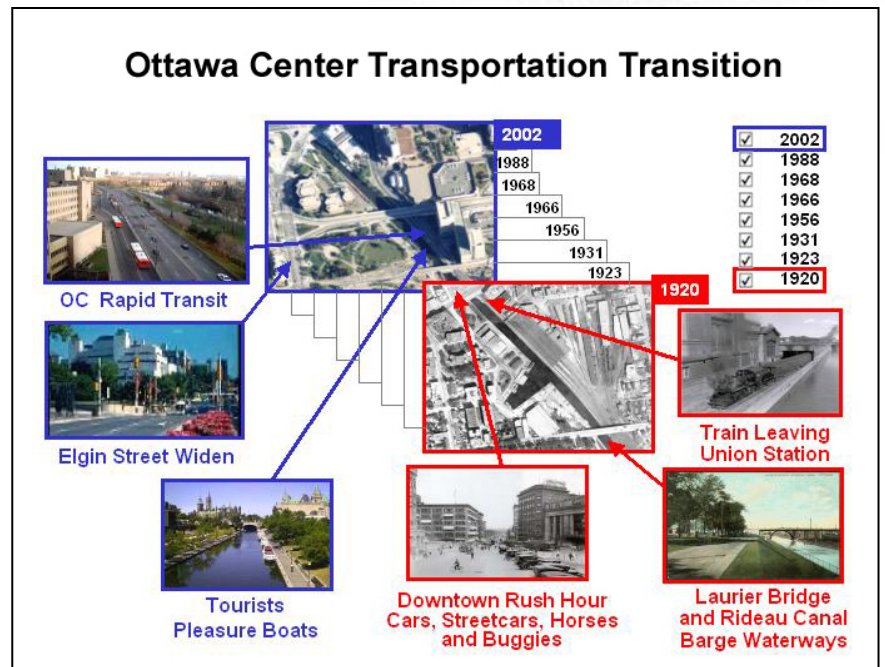 Ottawa Center Transportation Transition
2002
1988
1968
1966
1956
1931
1923
1920
2002
1988
1968
1966
1956
1931
1923
1920
OC Rapid Transit
Elgin Street Widen
Tourists
Pleasure Boats
Downtown Rush Hour
Cars, Streetcars, Horses
and Buggies
Train Leaving
Union Station
Laurier Bridge
and Rideau Canal
Barge Waterways